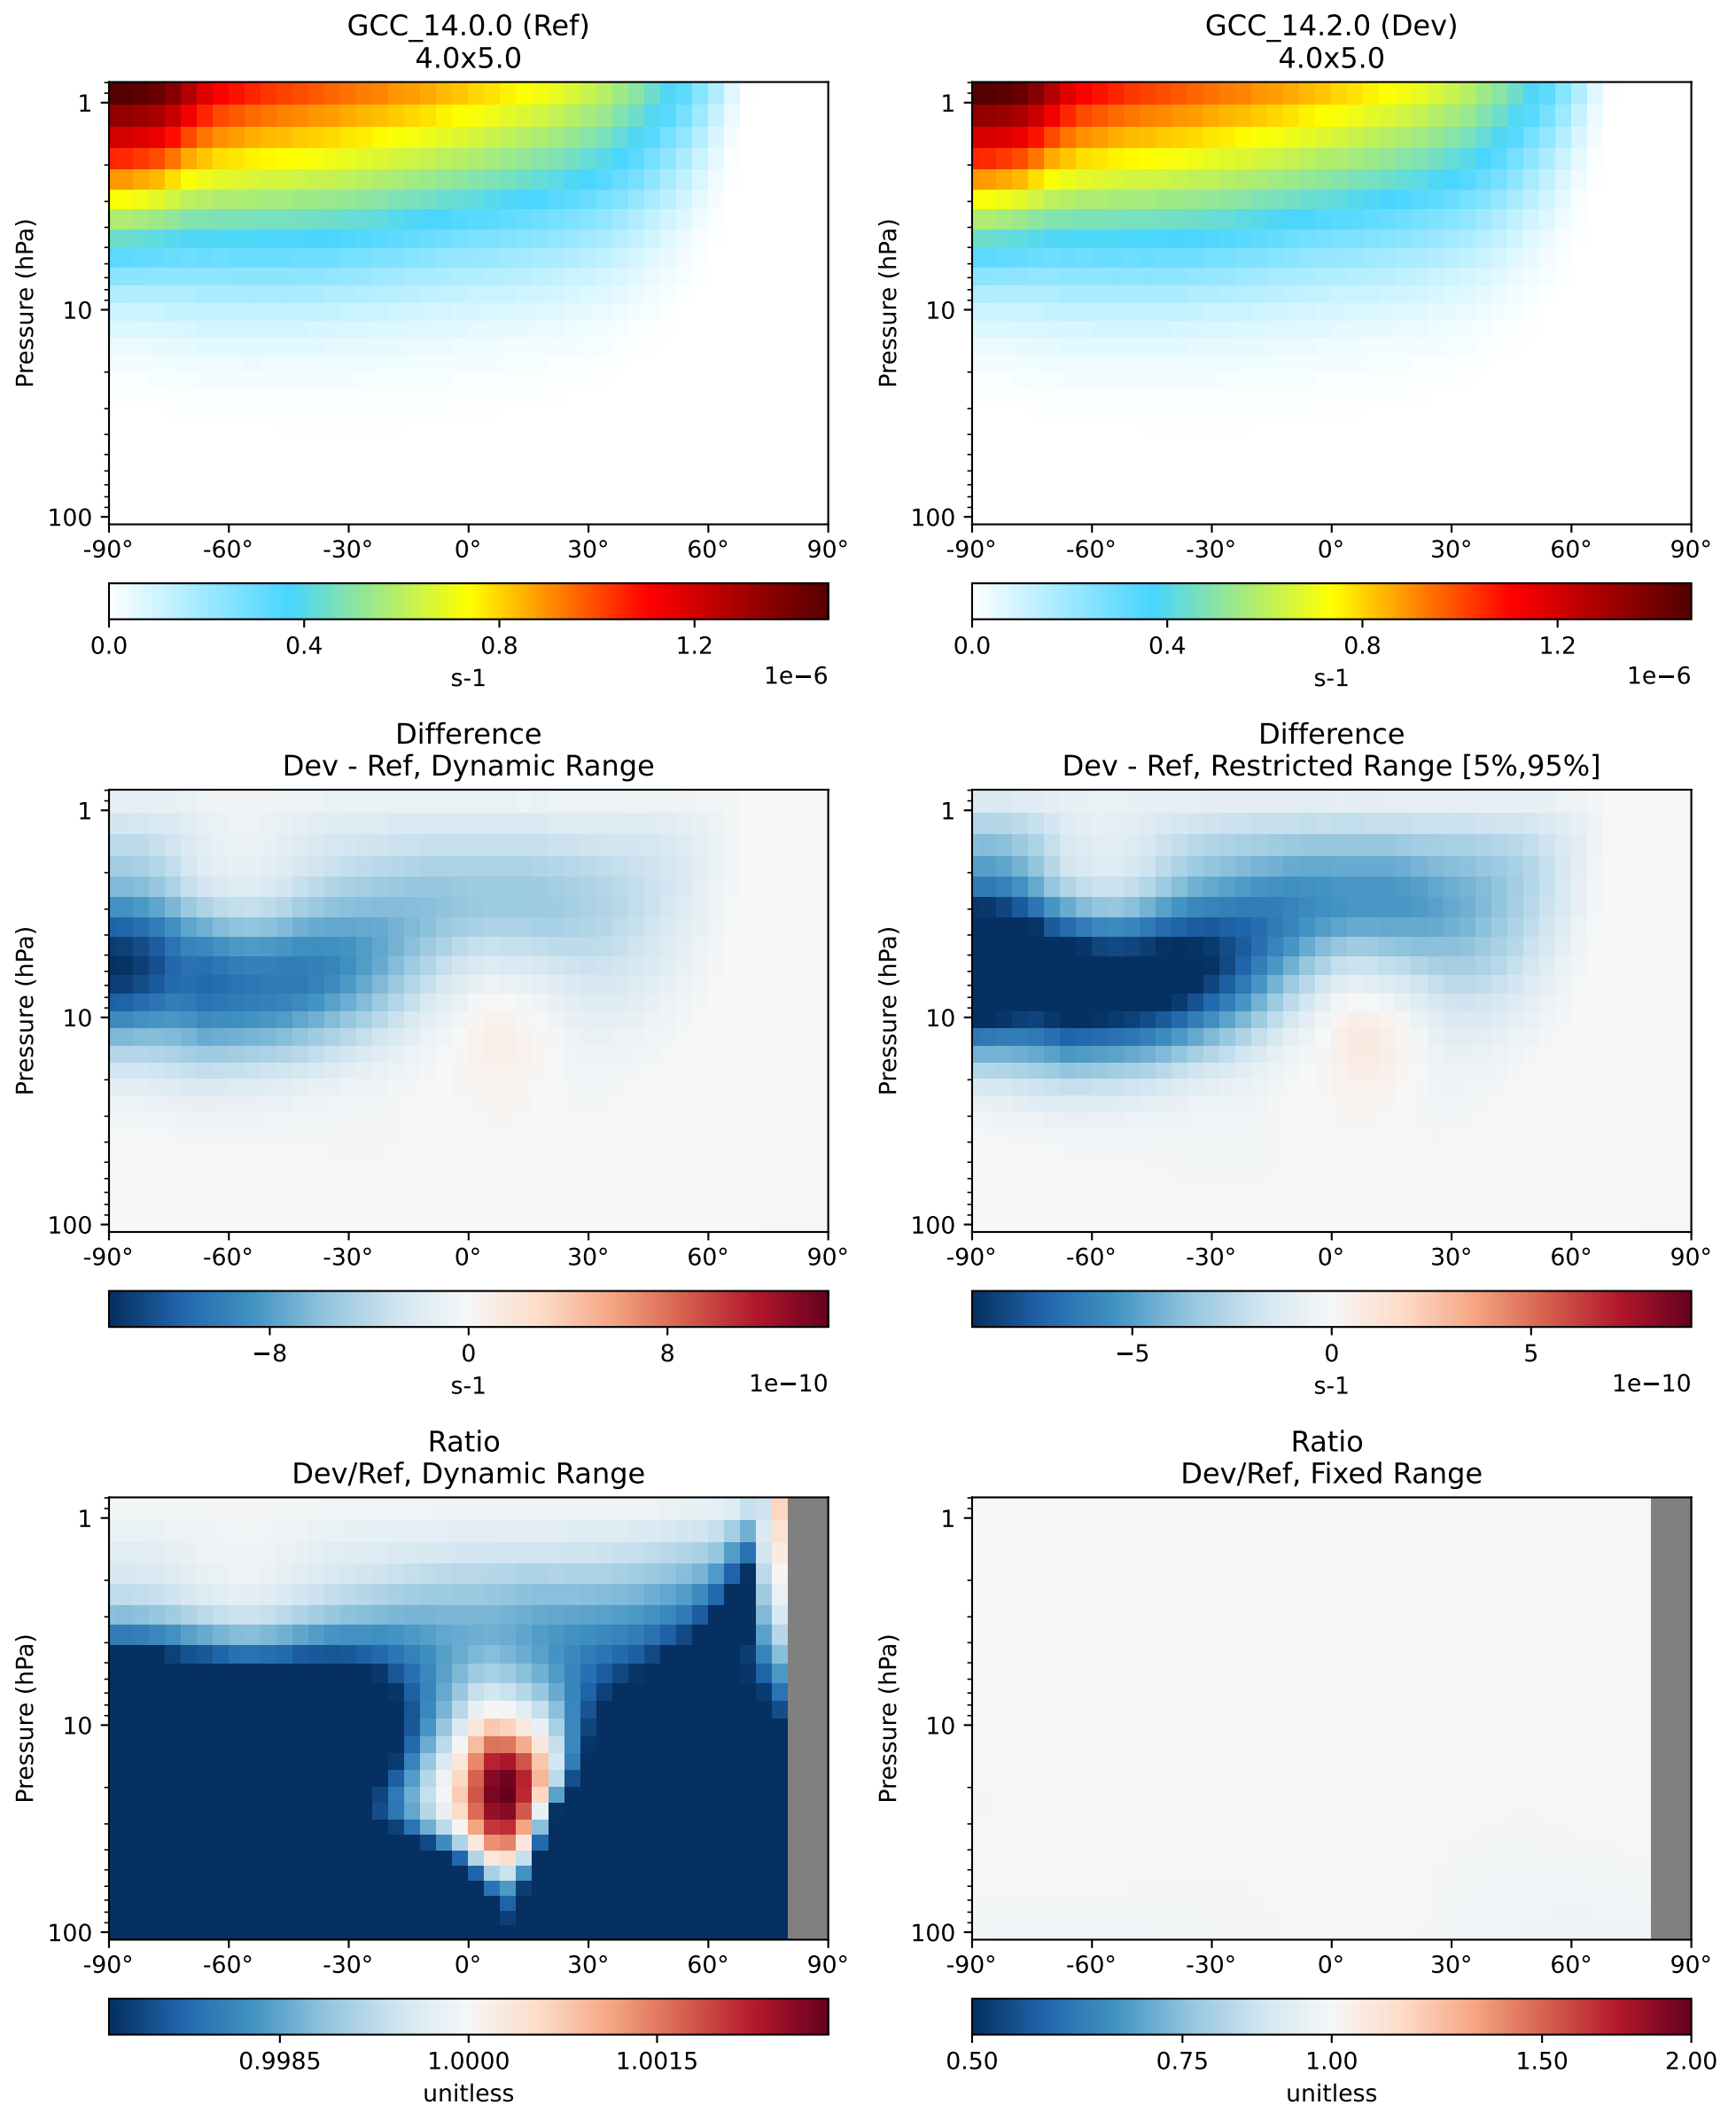 GCC_14.0.0 (Ref)
4.0x5.0
Pressure (hPa)
1
10
100
-90° -60° -30° 0° 30° 60° 90°
0.0 0.4 0.8 1.2
s-1
1e−6
GCC_14.2.0 (Dev)
4.0x5.0
Pressure (hPa)
1
10
100
-90° -60° -30° 0° 30° 60° 90°
0.0 0.4 0.8 1.2
s-1
1e−6
Difference
Dev - Ref, Dynamic Range
Pressure (hPa)
1
10
100
-90° -60° -30° 0° 30° 60° 90°
−8 0 8
s-1
1e−10
Difference
Dev - Ref, Restricted Range [5%,95%]
Pressure (hPa)
1
10
100
-90° -60° -30° 0° 30° 60° 90°
−5 0 5
s-1
1e−10
Ratio
Dev/Ref, Dynamic Range
Pressure (hPa)
1
10
100
-90° -60° -30° 0° 30° 60° 90°
0.9985 1.0000 1.0015
unitless
Ratio
Dev/Ref, Fixed Range
Pressure (hPa)
1
10
100
-90° -60° -30° 0° 30° 60° 90°
0.50 0.75 1.00 1.50 2.00
unitless